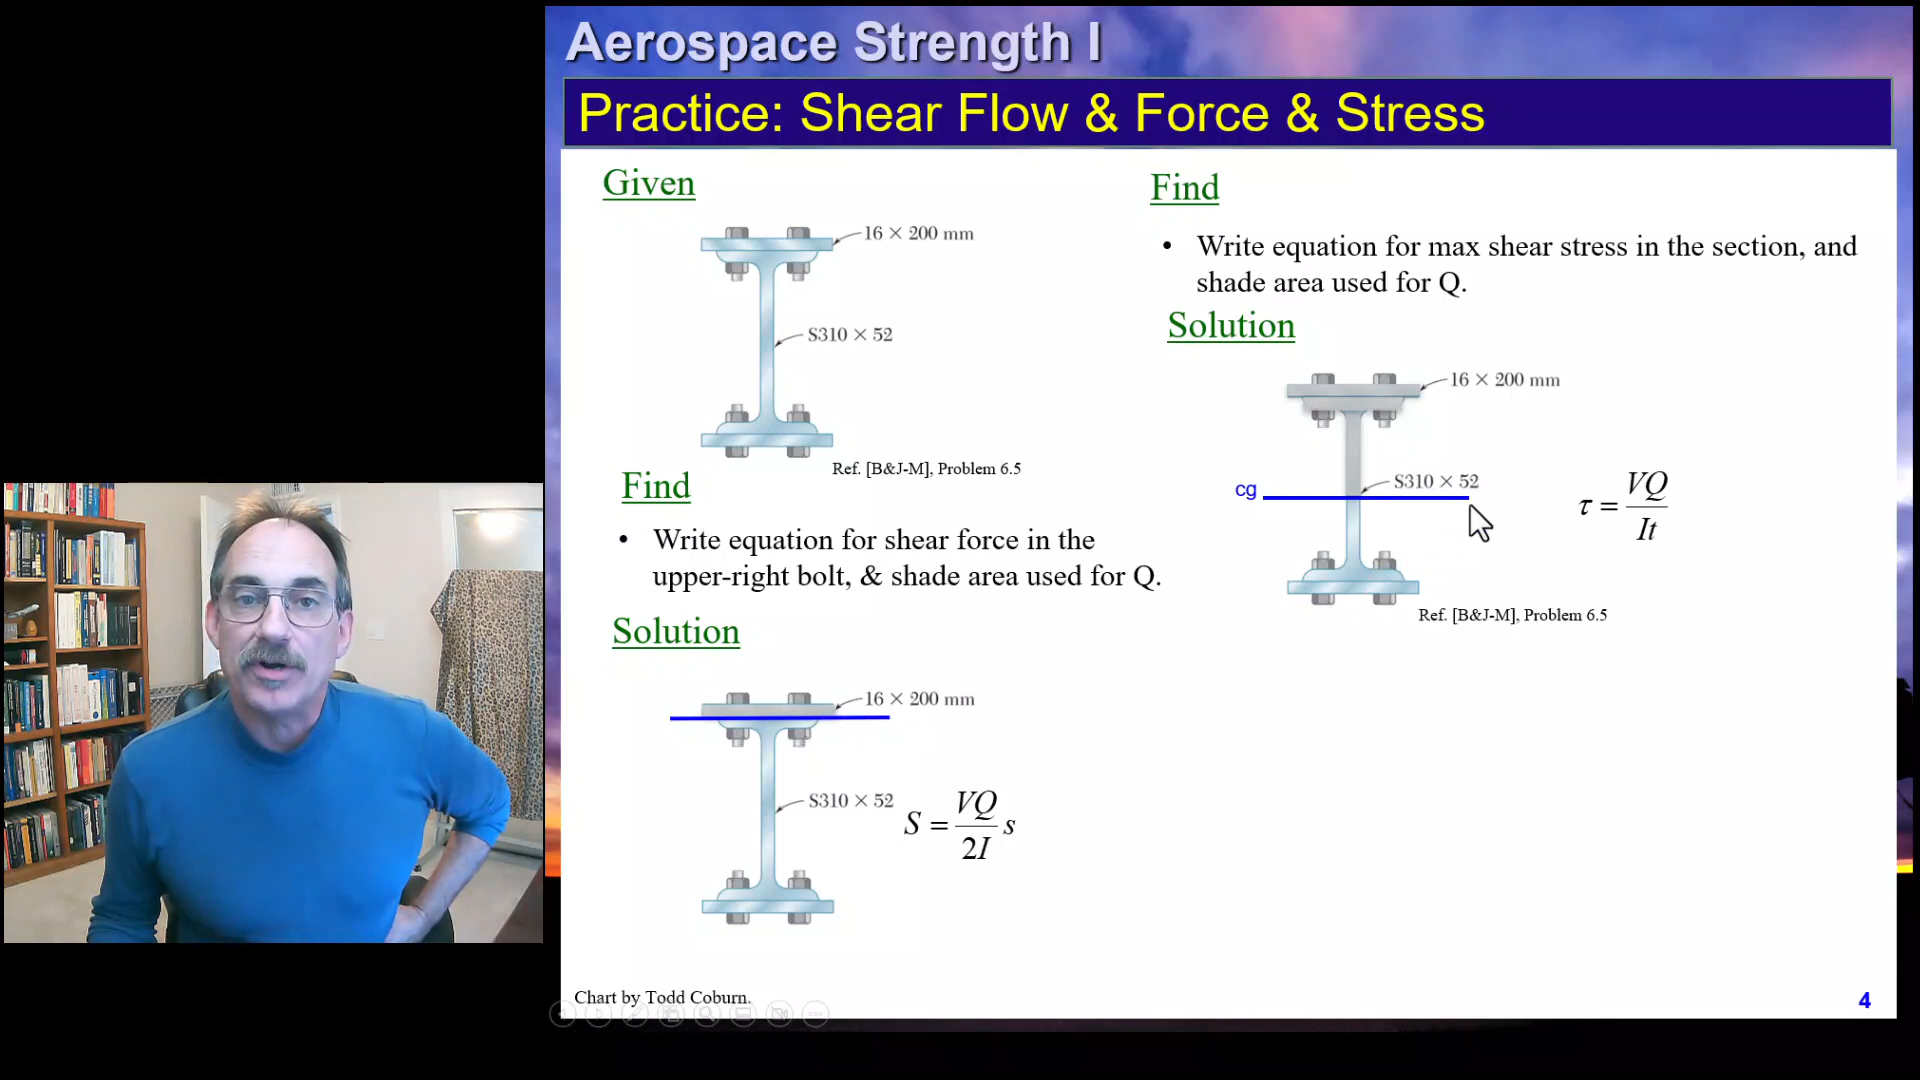 Aerospace Strength I
Practice: Shear Flow & Force & Stress
Given
16 × 200 mm
S310 × 52
Ref. [B&J-M], Problem 6.5
Find
• Write equation for shear force in the
upper-right bolt, & shade area used for Q.
Solution
16 × 200 mm
S310 × 52
S = VQ/2I s
Find
• Write equation for max shear stress in the section, and
shade area used for Q.
Solution
16 × 200 mm
S310 × 52
cg
τ = VQ/It
Ref. [B&J-M], Problem 6.5
Chart by Todd Coburn.
4